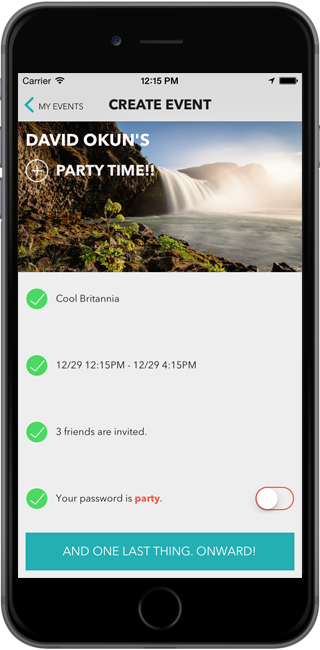 Carrier 12:15 PM
MY EVENTS CREATE EVENT
DAVID OKUN'S
PARTY TIME!!
Cool Britannia
12/29 12:15PM - 12/29 4:15PM
3 friends are invited.
Your password is party.
AND ONE LAST THING. ONWARD!